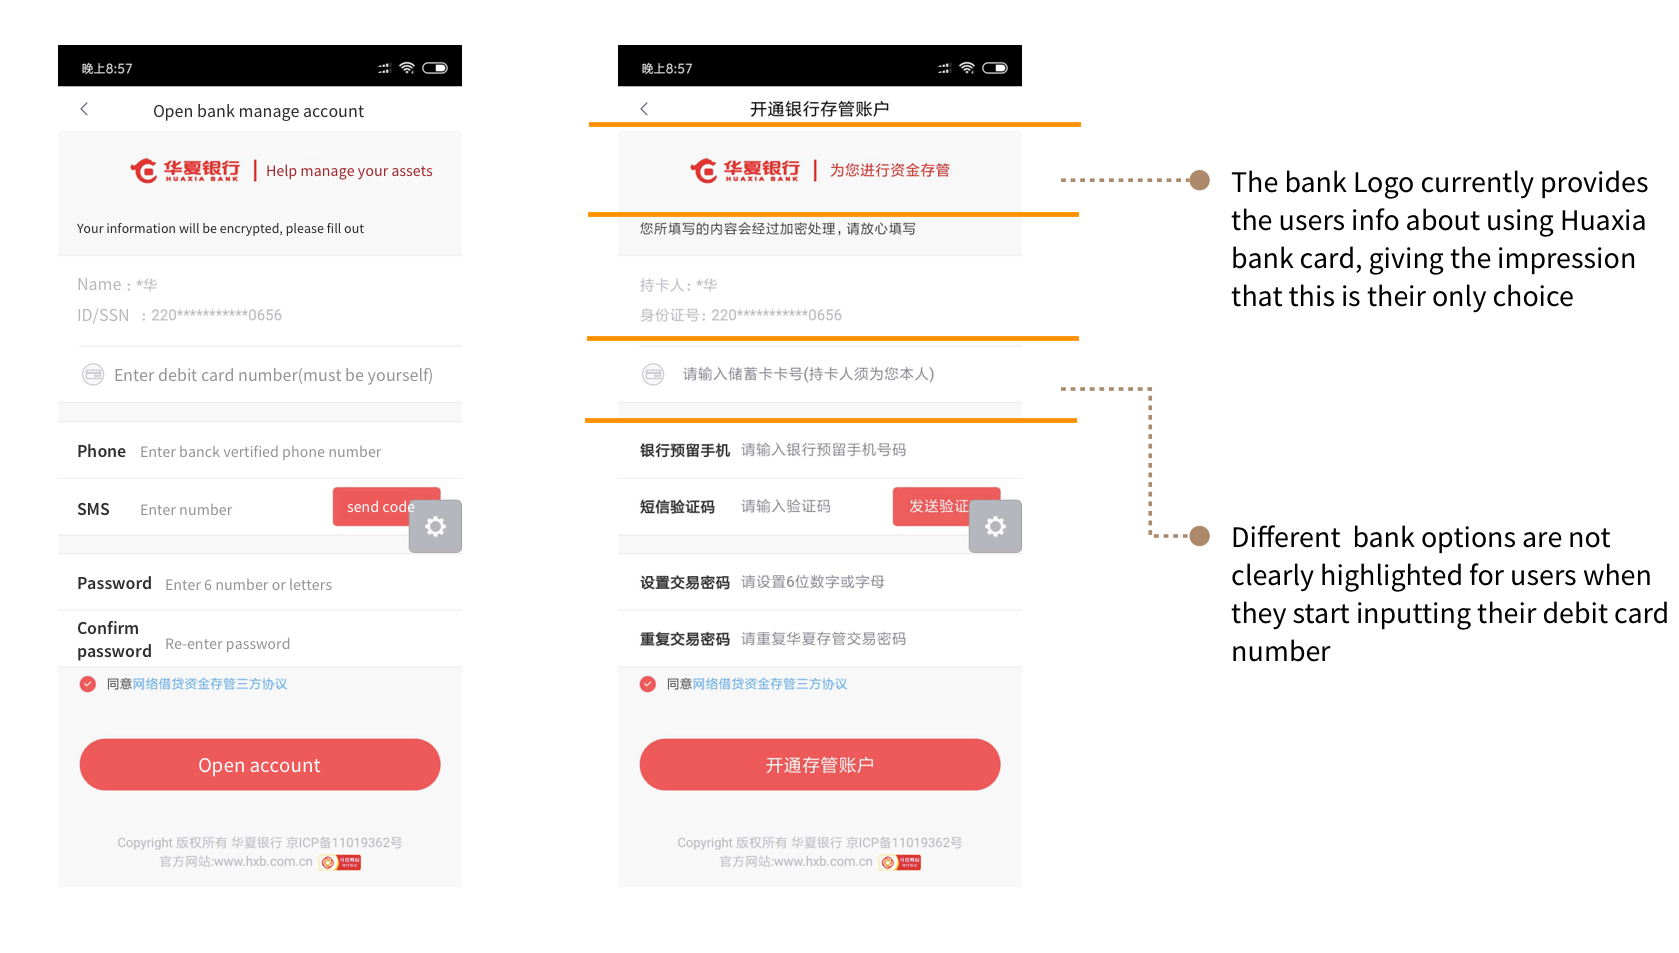 晚上8:57
Open bank manage account
华夏银行 Help manage your assets
HUAXIA BANK
Your information will be encrypted, please fill out
Name : *华
ID/SSN : 220***********0656
Enter debit card number(must be yourself)
Phone Enter banck vertified phone number
SMS Enter number send code
Password Enter 6 number or letters
Confirm
password Re-enter password
同意网络借贷资金存管三方协议
Open account
Copyright 版权所有 华夏银行 京ICP备11019362号
官方网站:www.hxb.com.cn
晚上8:57
开通银行存管账户
华夏银行 为您进行资金存管
HUAXIA BANK
您所填写的内容会经过加密处理，请放心填写
持卡人: *华
身份证号: 220***********0656
请输入储蓄卡卡号(持卡人须为您本人)
银行预留手机 请输入银行预留手机号码
短信验证码 请输入验证码 发送验证
设置交易密码 请设置6位数字或字母
重复交易密码 请重复华夏存管交易密码
同意网络借贷资金存管三方协议
开通存管账户
Copyright 版权所有 华夏银行 京ICP备11019362号
官方网站:www.hxb.com.cn
The bank Logo currently provides
the users info about using Huaxia
bank card, giving the impression
that this is their only choice
Different bank options are not
clearly highlighted for users when
they start inputting their debit card
number